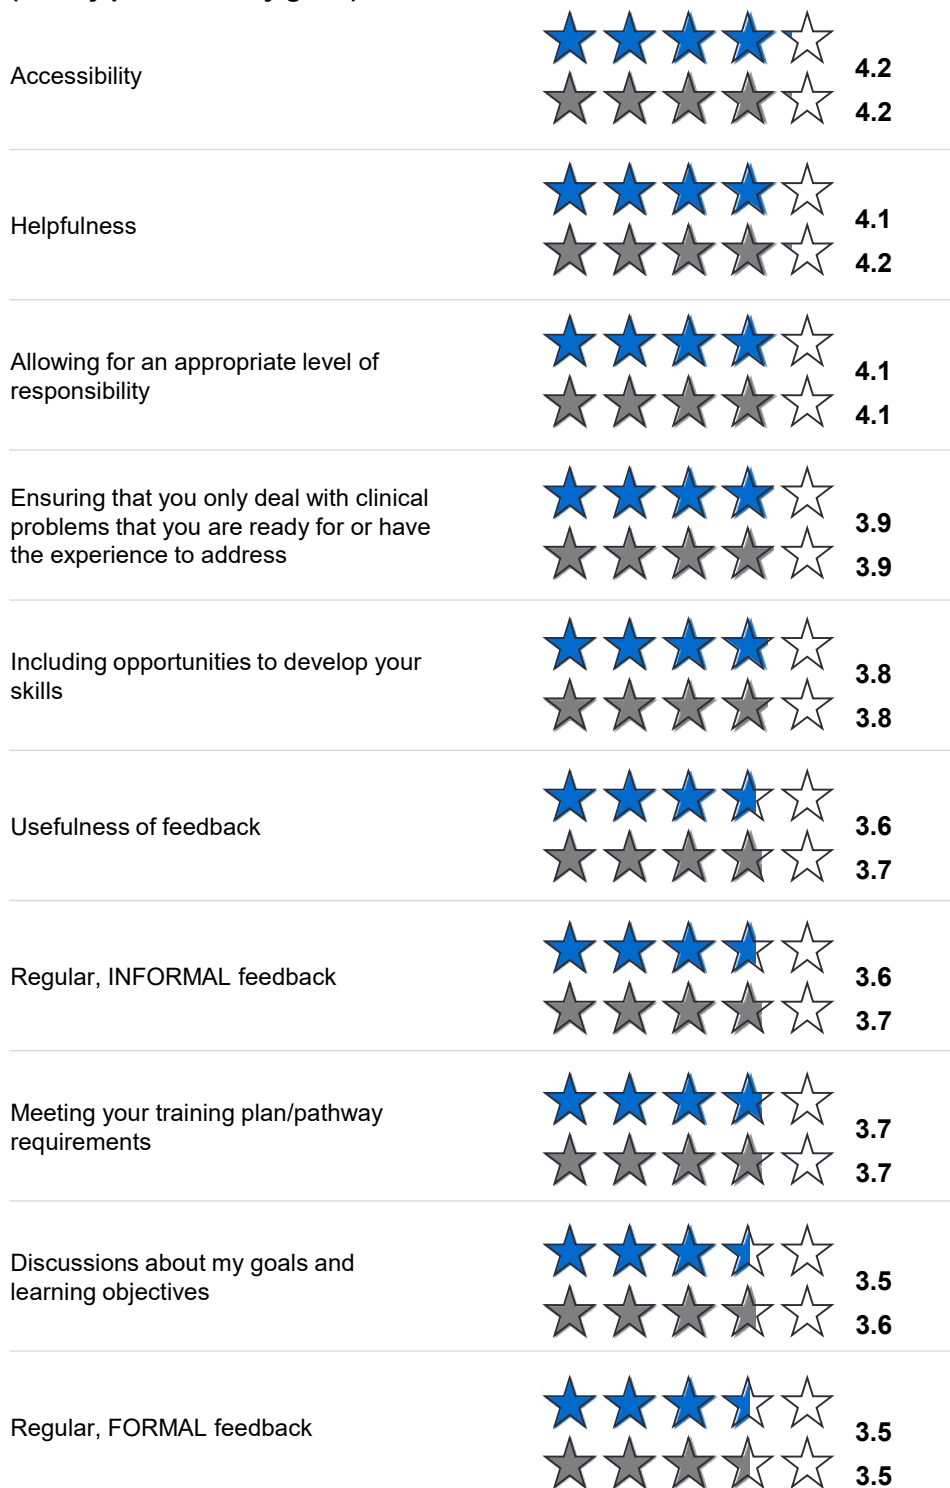 Accessibility
4.2
4.2
Helpfulness
4.1
4.2
Allowing for an appropriate level of
responsibility
4.1
4.1
Ensuring that you only deal with clinical
problems that you are ready for or have
the experience to address
3.9
3.9
Including opportunities to develop your
skills
3.8
3.8
Usefulness of feedback
3.6
3.7
Regular, INFORMAL feedback
3.6
3.7
Meeting your training plan/pathway
requirements
3.7
3.7
Discussions about my goals and
learning objectives
3.5
3.6
Regular, FORMAL feedback
3.5
3.5